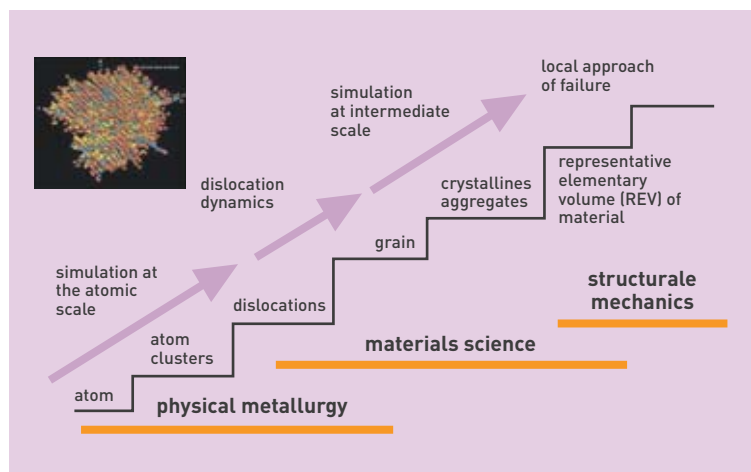 local approach
of failure
simulation
at intermediate
scale
dislocation
dynamics
crystallines
aggregates
representative
elementary
volume (REV) of
material
grain
simulation at
the atomic
scale
dislocations
structurale
mechanics
atom
clusters
materials science
atom
physical metallurgy